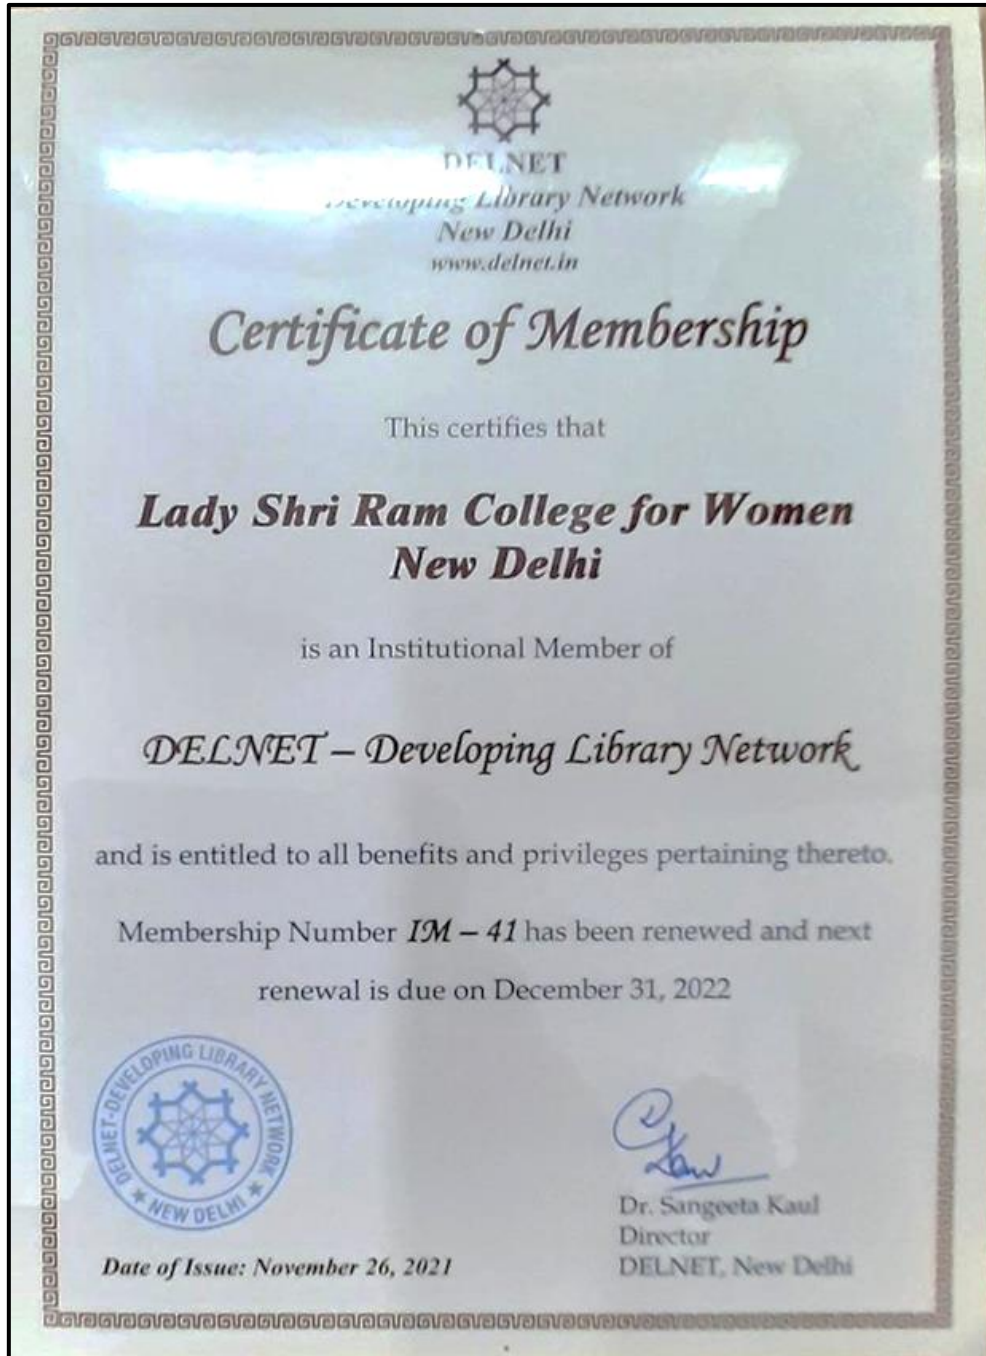 DELNET
Developing Library Network
New Delhi
www.delnet.in
Certificate of Membership
This certifies that
Lady Shri Ram College for Women
New Delhi
is an Institutional Member of
DELNET – Developing Library Network
and is entitled to all benefits and privileges pertaining thereto.
Membership Number IM – 41 has been renewed and next
renewal is due on December 31, 2022
DELNET-DEVELOPING LIBRARY NETWORK
★ NEW DELHI ★
Dr. Sangeeta Kaul
Director
DELNET, New Delhi
Date of Issue: November 26, 2021